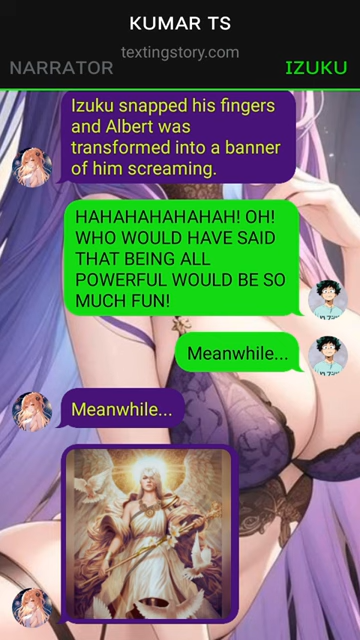 KUMAR TS
textingstory.com
NARRATOR
IZUKU
Izuku snapped his fingers
and Albert was
transformed into a banner
of him screaming.
HAHAHAHAHAHAH! OH!
WHO WOULD HAVE SAID
THAT BEING ALL
POWERFUL WOULD BE SO
MUCH FUN!
Meanwhile...
Meanwhile...